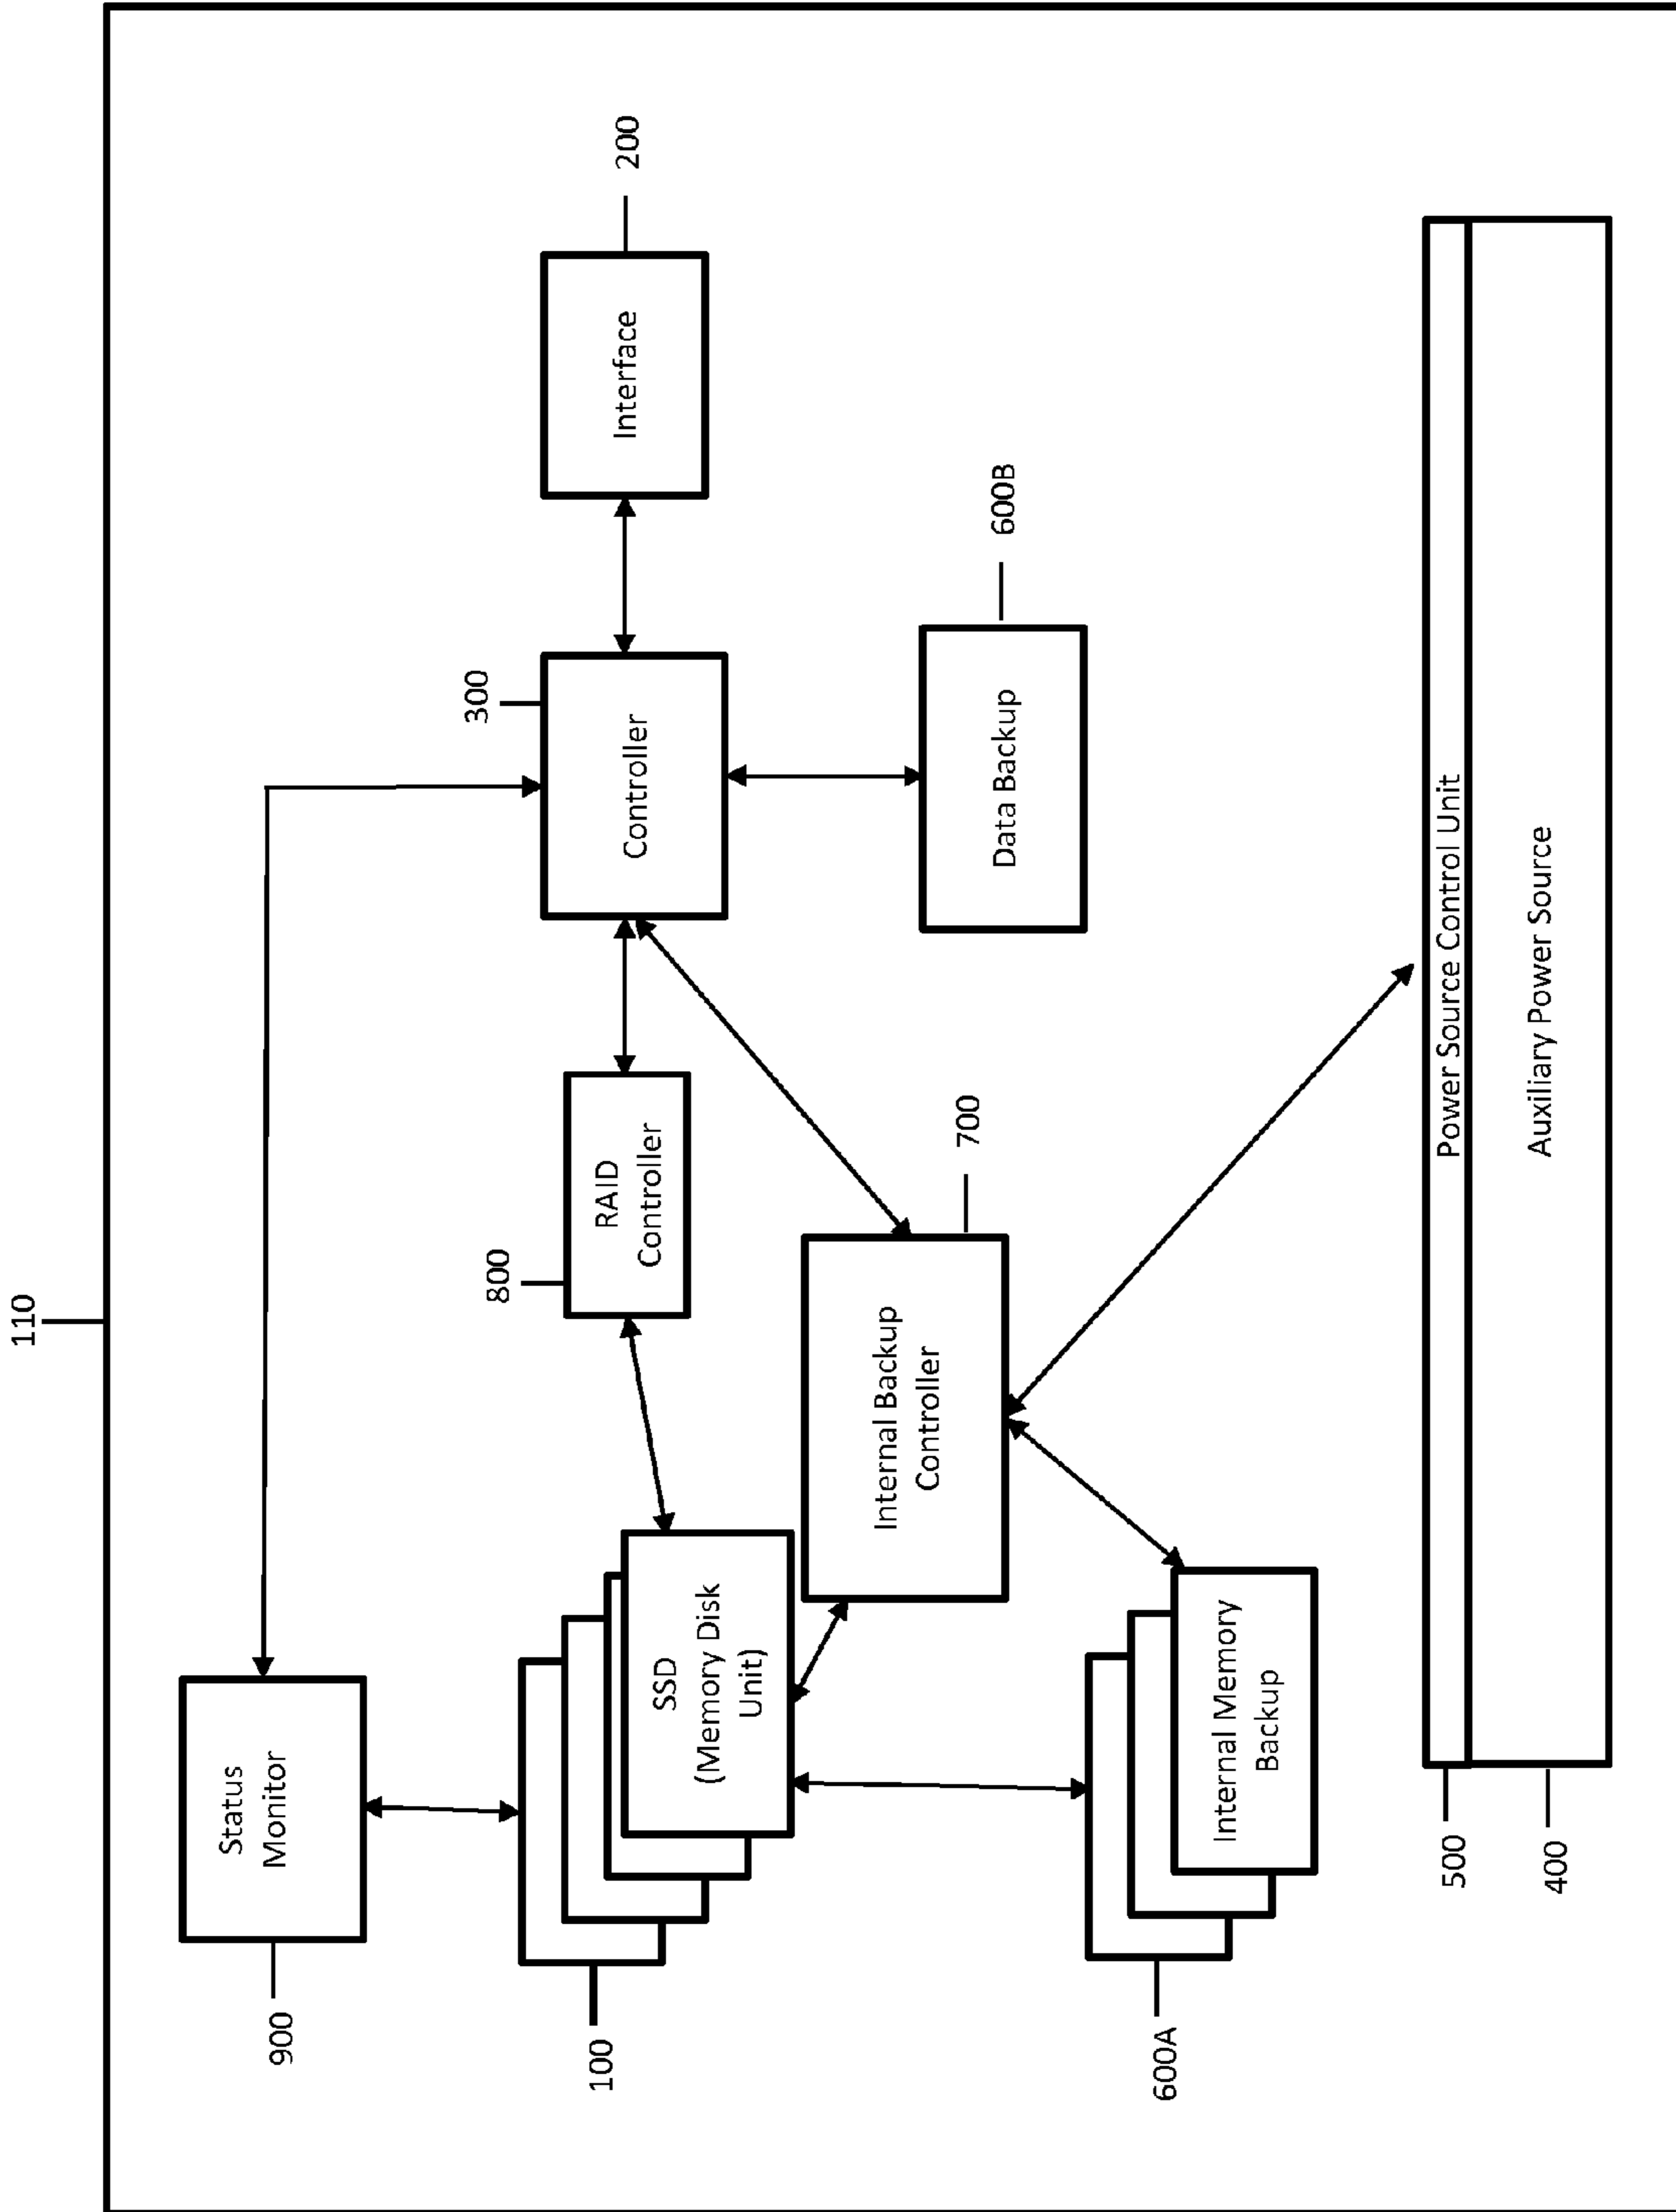 110
900
Status
Monitor
100
SSD
(Memory Disk
Unit)
800
RAID
Controller
300
Controller
Interface
200
600A
Internal Memory
Backup
Internal Backup
Controller
700
Data Backup
600B
500
Power Source Control Unit
400
Auxiliary Power Source